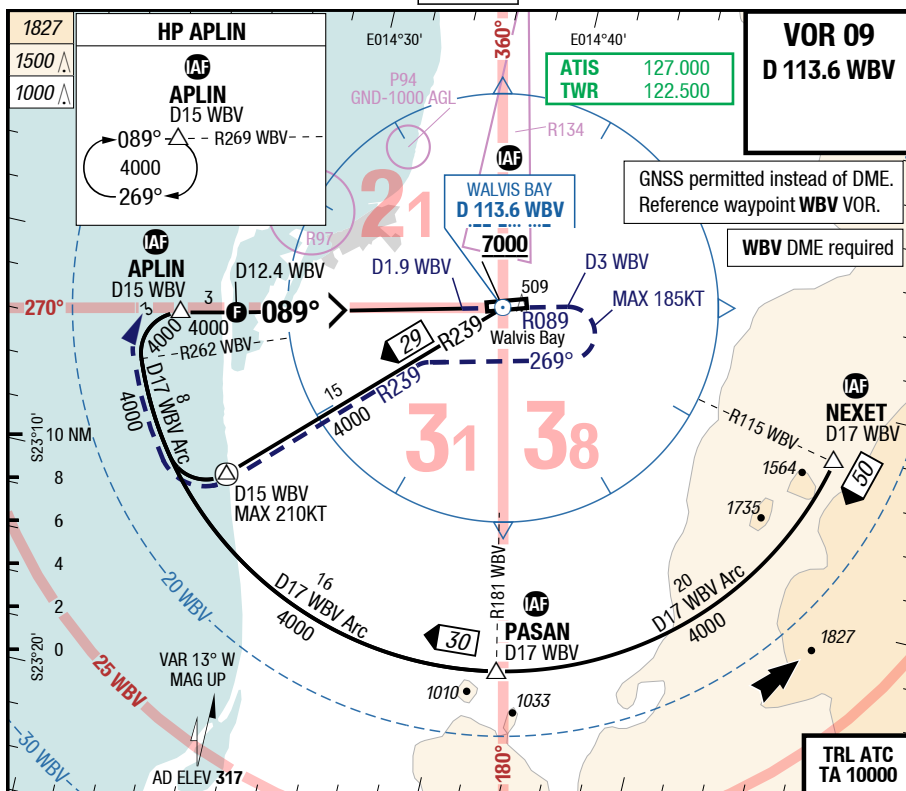 1827
1500
1000
HP APLIN
IAF
APLIN
D15 WBV
089°
R269 WBV
4000
269°
E014°30'
360°
E014°40'
P94
GND-1000 AGL
ATIS 127.000
TWR 122.500
R134
VOR 09
D 113.6 WBV
GNSS permitted instead of DME.
Reference waypoint WBV VOR.
WBV DME required
IAF
WALVIS BAY
D 113.6 WBV
7000
21
R97
IAF
APLIN
D15 WBV
D12.4 WBV
D1.9 WBV
D3 WBV
MAX 185KT
509
270°
3
3
4000
F
089°
4000
R262 WBV
R089
Walvis Bay
269°
29
R239
R239
15
4000
8
D17 WBV Arc
4000
31
38
S23°10'
10 NM
8
6
4
2
0
S23°20'
D15 WBV
MAX 210KT
R115 WBV
IAF
NEXET
D17 WBV
50
1564
1735
R181 WBV
16
D17 WBV Arc
4000
20
D17 WBV Arc
4000
30
IAF
PASAN
D17 WBV
20 WBV
25 WBV
30 WBV
VAR 13° W
MAG UP
AD ELEV 317
1010
1033
1827
180°
TRL ATC
TA 10000